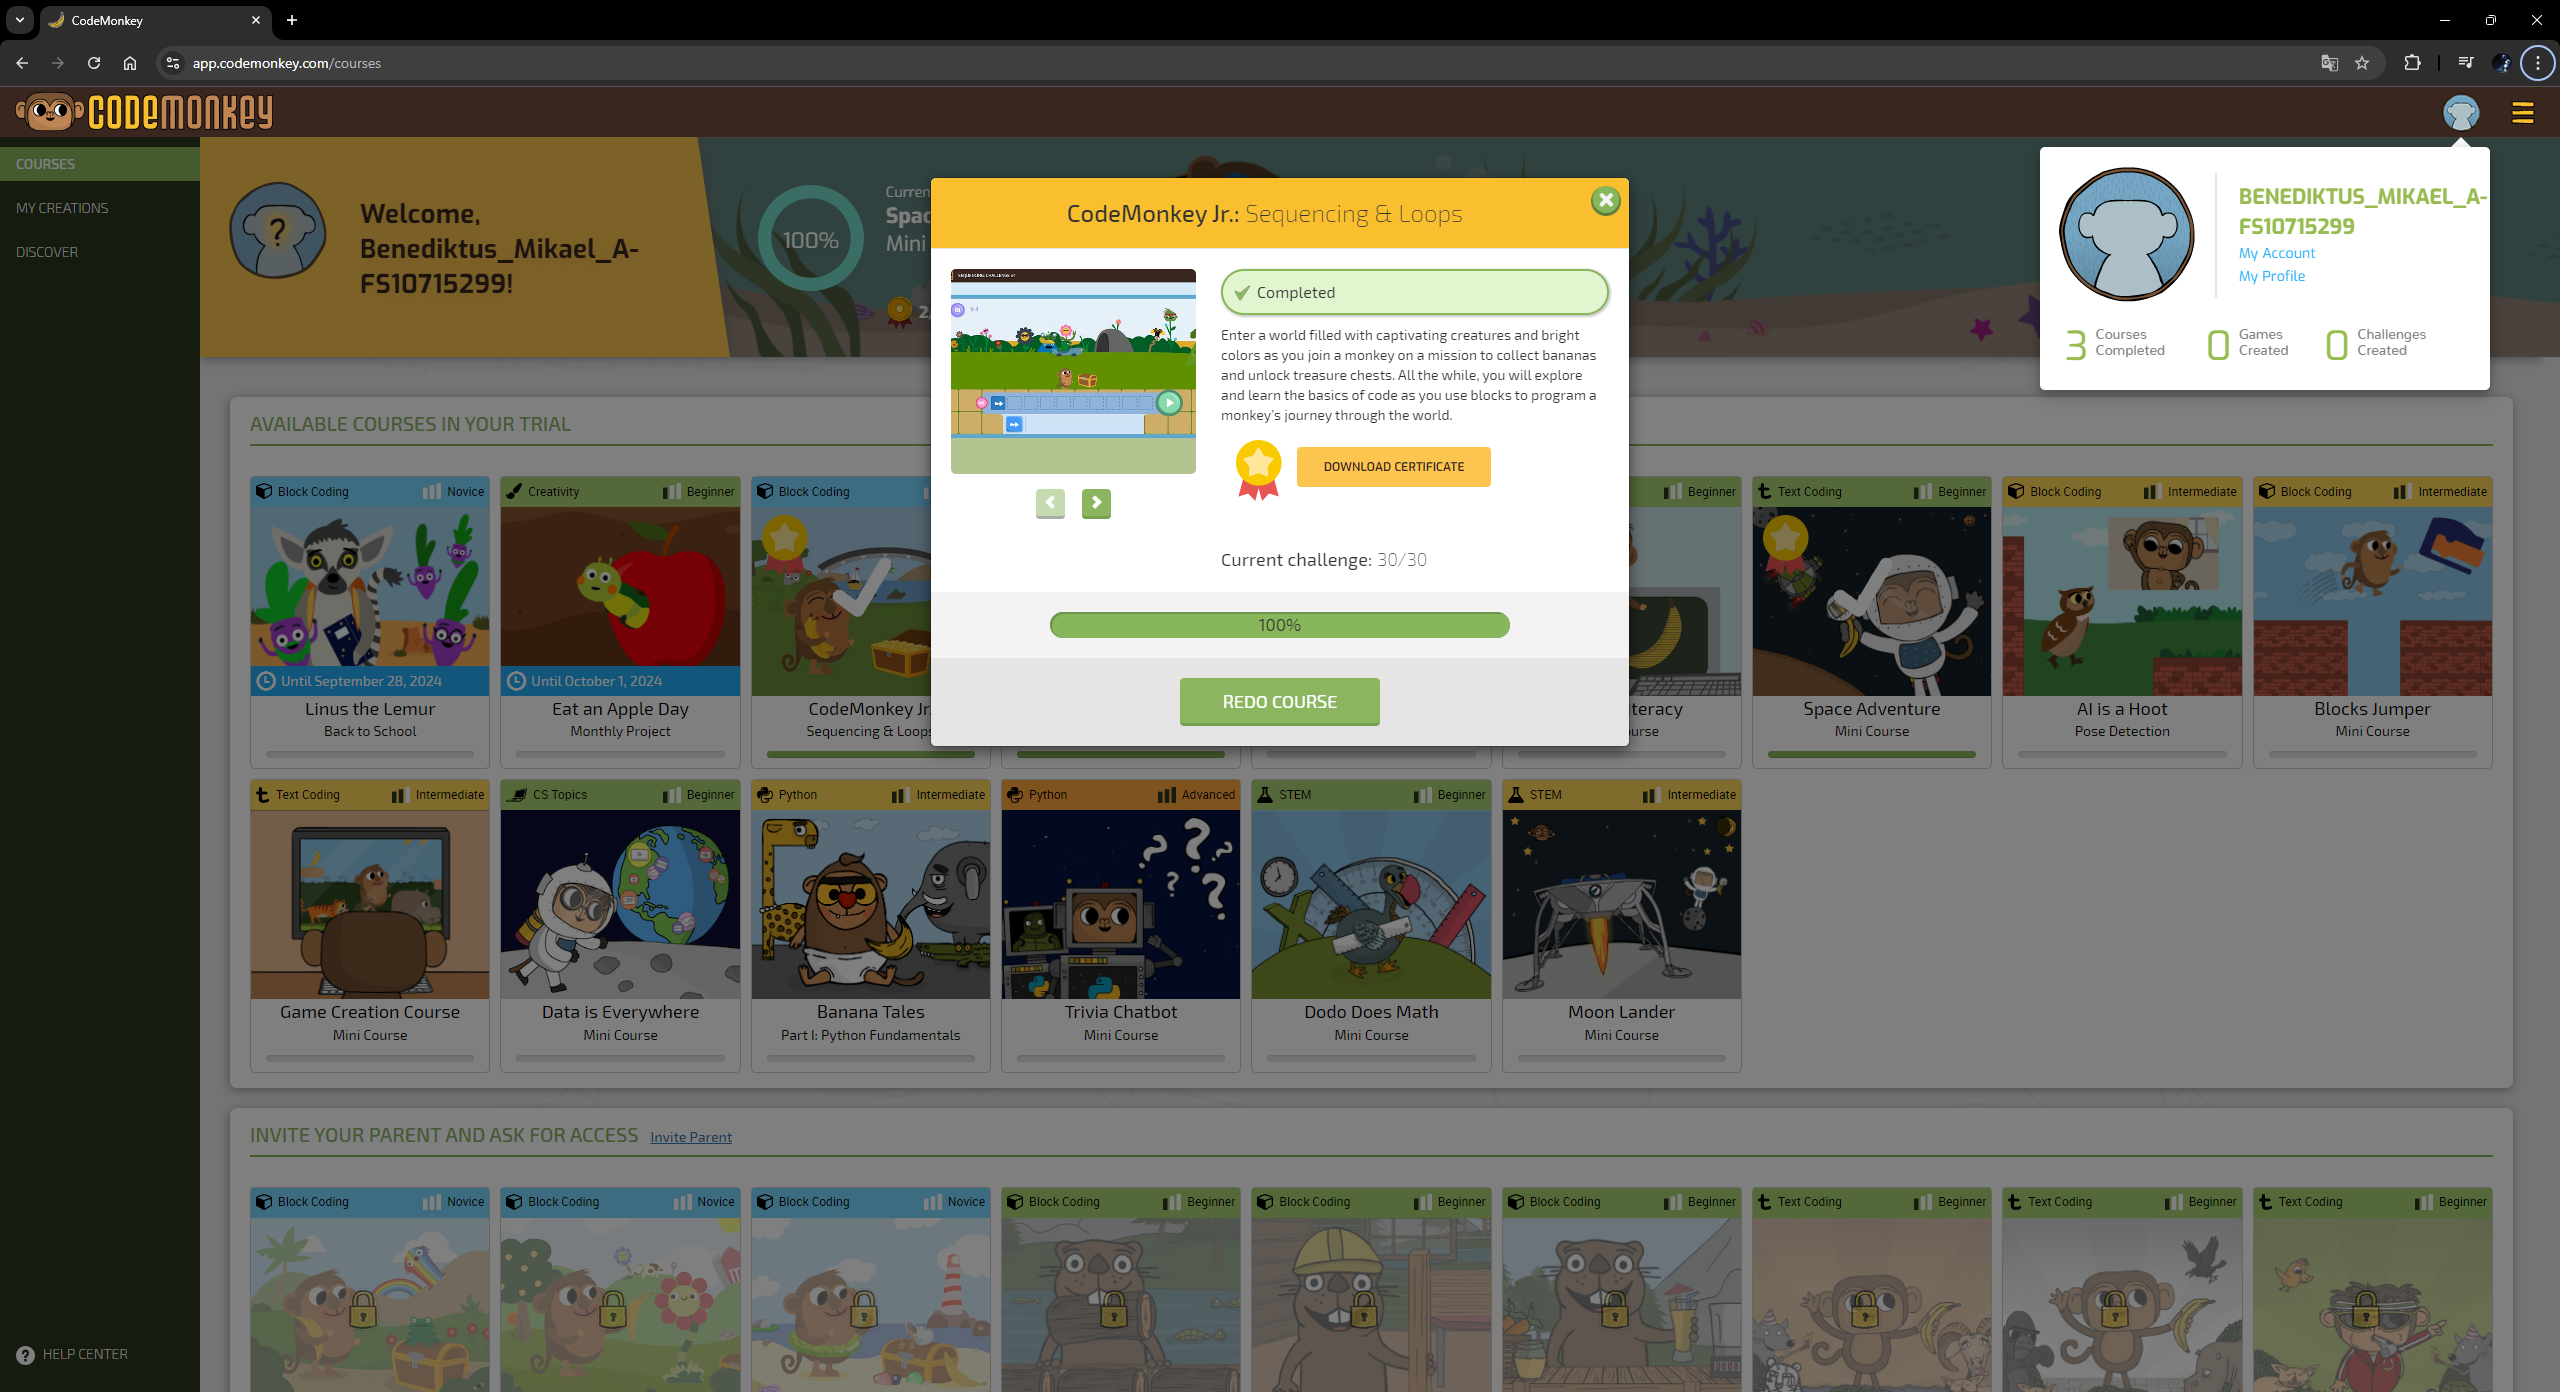 CodeMonkey
app.codemonkey.com/courses
CODEMONKEY
COURSES
MY CREATIONS
DISCOVER
HELP CENTER
Welcome,
Benediktus_Mikael_A-
FS10715299!
100%
Mini
BENEDIKTUS_MIKAEL_A-
FS10715299
My Account
My Profile
3 Courses Completed
0 Games Created
0 Challenges Created
CodeMonkey Jr.: Sequencing & Loops
Completed
Enter a world filled with captivating creatures and bright
colors as you join a monkey on a mission to collect bananas
and unlock treasure chests. All the while, you will explore
and learn the basics of code as you use blocks to program a
monkey's journey through the world.
DOWNLOAD CERTIFICATE
Current challenge: 30/30
100%
REDO COURSE
AVAILABLE COURSES IN YOUR TRIAL
Block Coding Novice
Until September 28, 2024
Linus the Lemur
Back to School
Creativity Beginner
Until October 1, 2024
Eat an Apple Day
Monthly Project
Block Coding
CodeMonkey Jr.
Sequencing & Loops
Beginner
Text Coding Beginner
Space Adventure
Mini Course
Block Coding Intermediate
AI is a Hoot
Pose Detection
Block Coding Intermediate
Blocks Jumper
Mini Course
Text Coding Intermediate
Game Creation Course
Mini Course
CS Topics Beginner
Data is Everywhere
Mini Course
Python Intermediate
Banana Tales
Part I: Python Fundamentals
Python Advanced
Trivia Chatbot
Mini Course
STEM Beginner
Dodo Does Math
Mini Course
STEM Intermediate
Moon Lander
Mini Course
INVITE YOUR PARENT AND ASK FOR ACCESS Invite Parent
Block Coding Novice
Block Coding Novice
Block Coding Novice
Block Coding Beginner
Block Coding Beginner
Block Coding Beginner
Text Coding Beginner
Text Coding Beginner
Text Coding Beginner